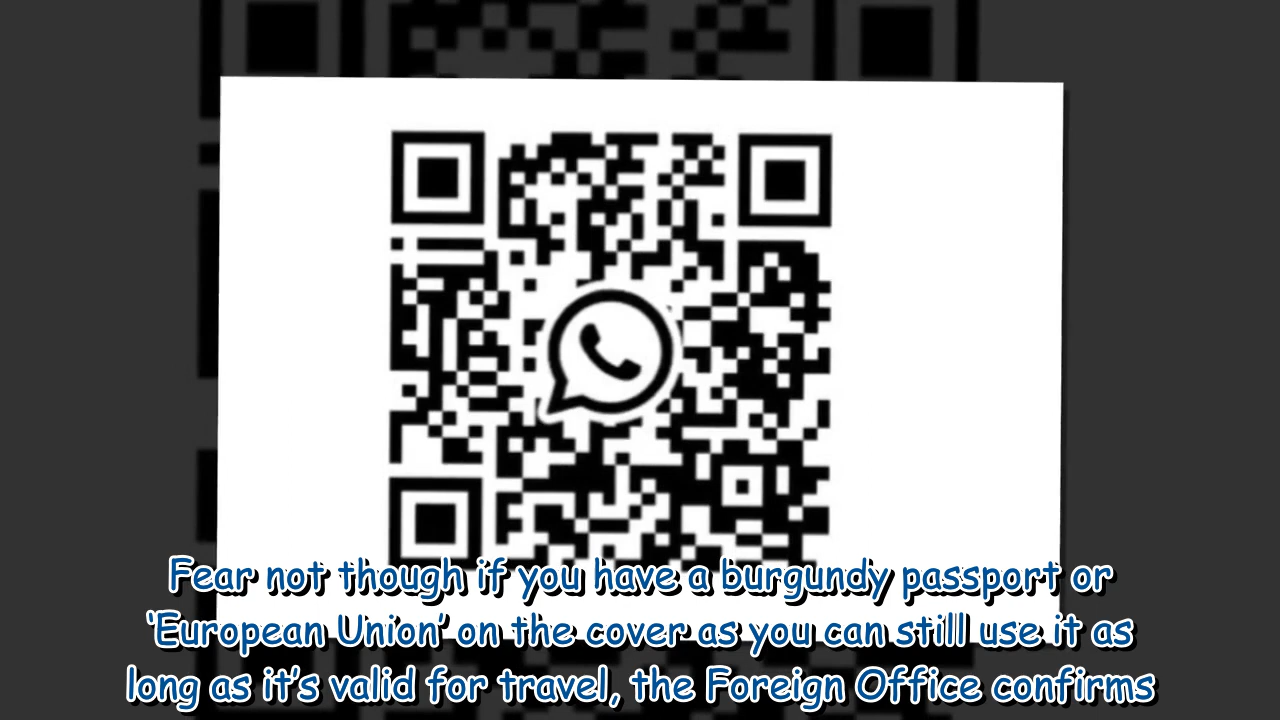 Fear not though if you have a burgundy passport or
‘European Union’ on the cover as you can still use it as
long as it’s valid for travel, the Foreign Office confirms